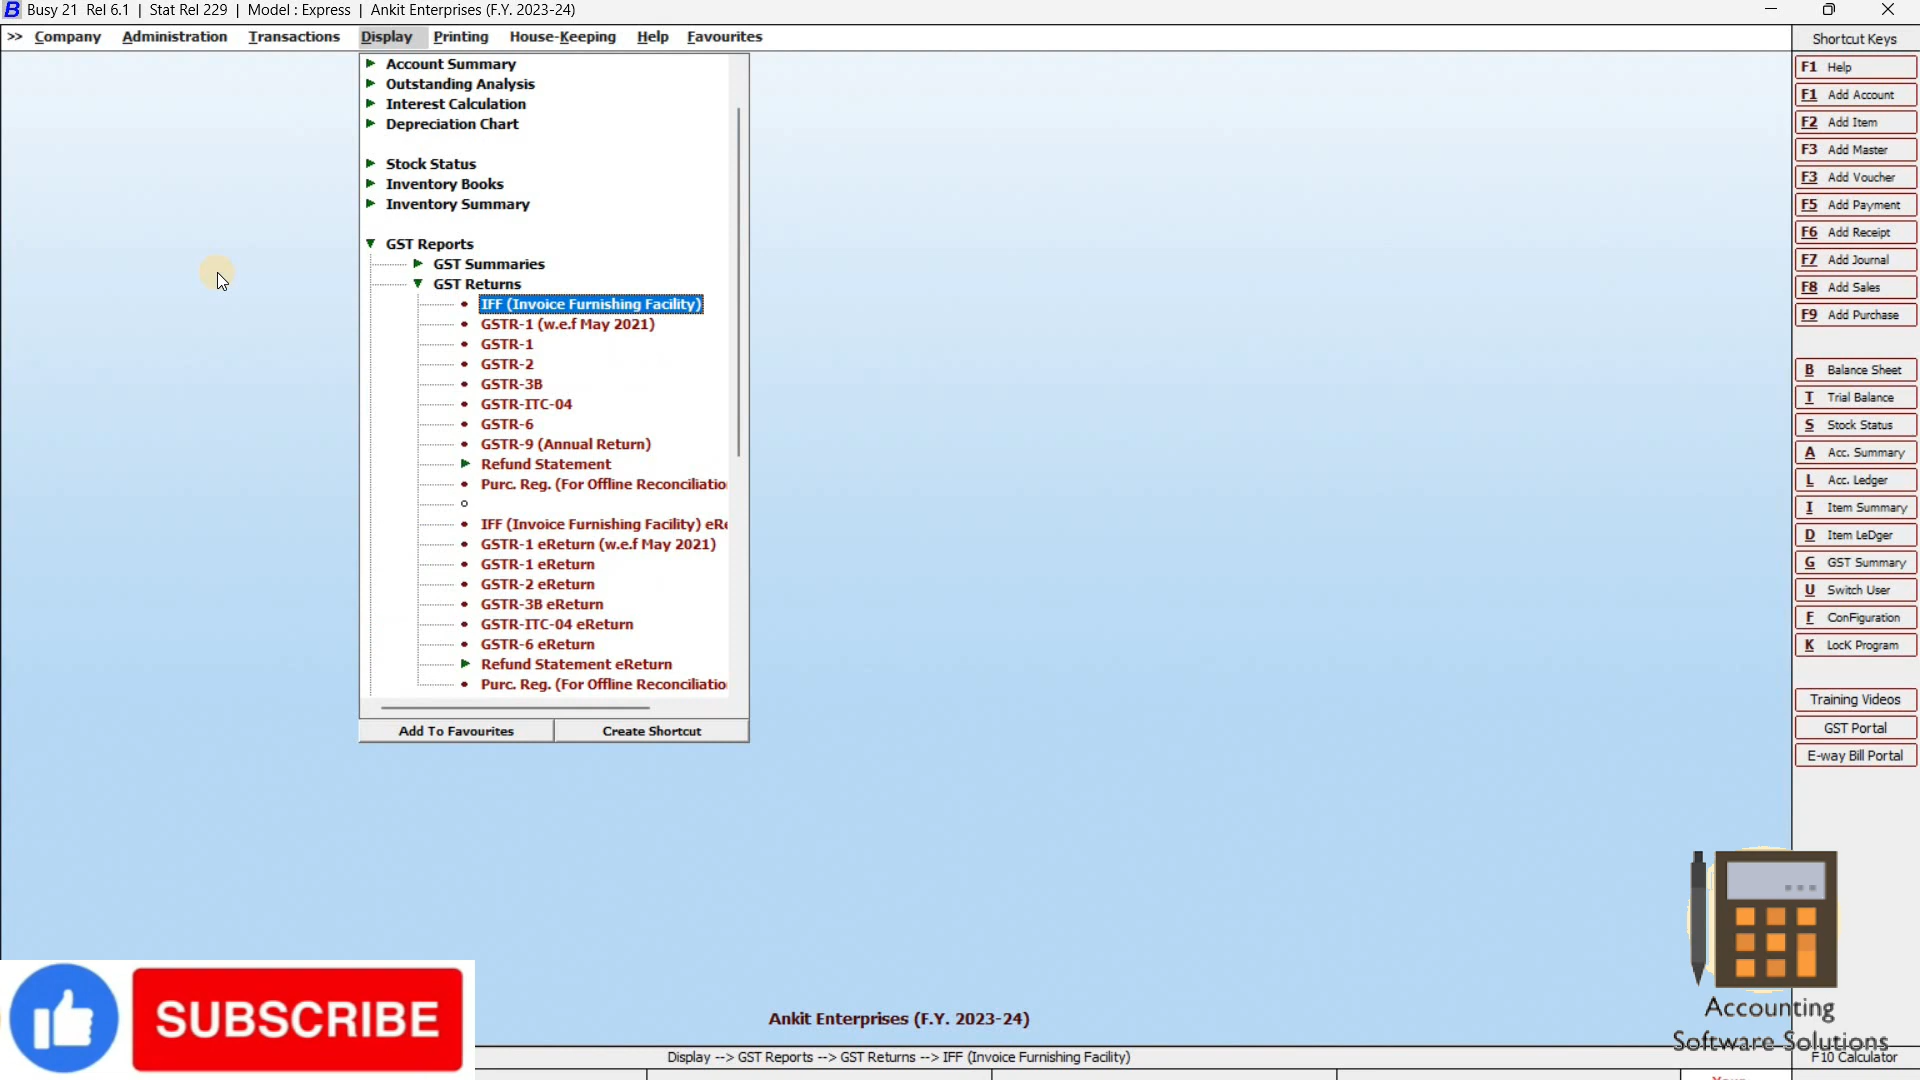 B Busy 21 Rel 6.1 | Stat Rel 229 | Model : Express | Ankit Enterprises (F.Y. 2023-24)
>> Company Administration Transactions Display Printing House-Keeping Help Favourites
Account Summary
Outstanding Analysis
Interest Calculation
Depreciation Chart
Stock Status
Inventory Books
Inventory Summary
GST Reports
GST Summaries
GST Returns
IFF (Invoice Furnishing Facility)
GSTR-1 (w.e.f May 2021)
GSTR-1
GSTR-2
GSTR-3B
GSTR-ITC-04
GSTR-6
GSTR-9 (Annual Return)
Refund Statement
Purc. Reg. (For Offline Reconciliatio
IFF (Invoice Furnishing Facility) eRe
GSTR-1 eReturn (w.e.f May 2021)
GSTR-1 eReturn
GSTR-2 eReturn
GSTR-3B eReturn
GSTR-ITC-04 eReturn
GSTR-6 eReturn
Refund Statement eReturn
Purc. Reg. (For Offline Reconciliatio
Add To Favourites Create Shortcut
Shortcut Keys
F1 Help
F1 Add Account
F2 Add Item
F3 Add Master
F3 Add Voucher
F5 Add Payment
F6 Add Receipt
F7 Add Journal
F8 Add Sales
F9 Add Purchase
B Balance Sheet
T Trial Balance
S Stock Status
A Acc. Summary
L Acc. Ledger
I Item Summary
D Item LeDger
G GST Summary
U Switch User
F ConFiguration
K LocK Program
Training Videos
GST Portal
E-way Bill Portal
SUBSCRIBE
Ankit Enterprises (F.Y. 2023-24)
Accounting
Software Solutions
Display --> GST Reports --> GST Returns --> IFF (Invoice Furnishing Facility)
F10 Calculator